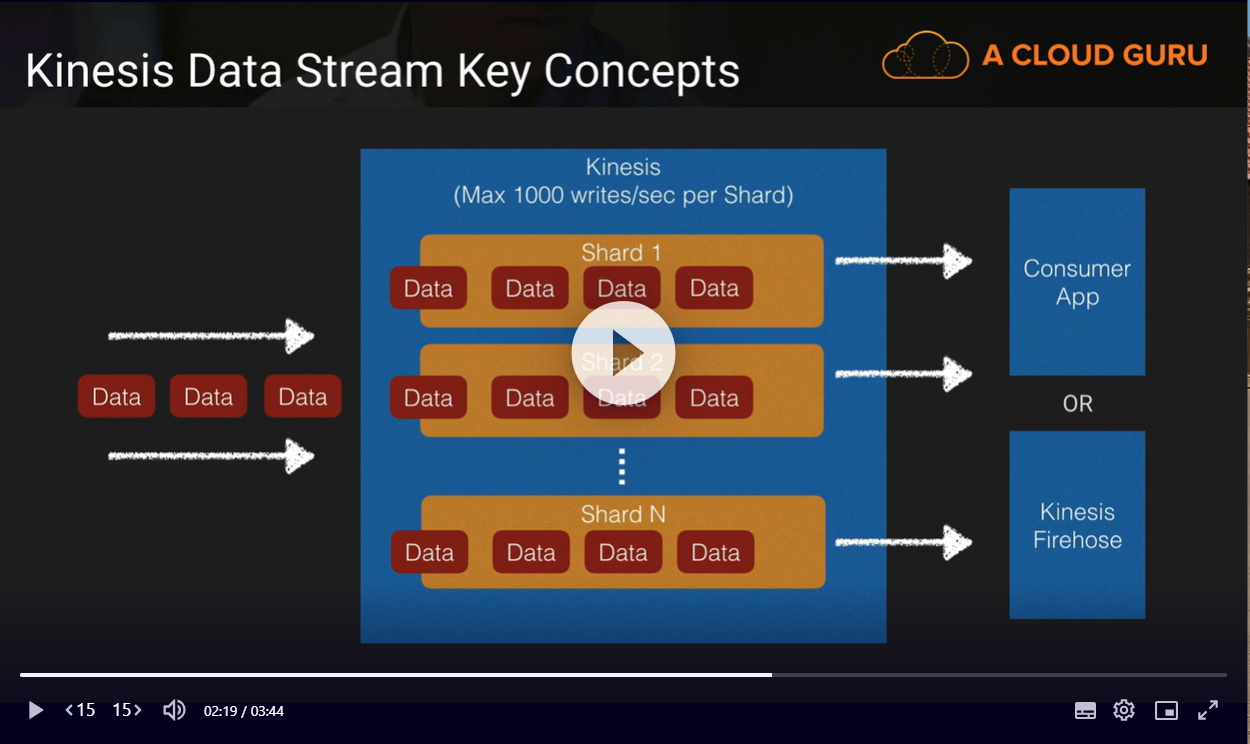 Kinesis Data Stream Key Concepts
A CLOUD GURU
Kinesis
(Max 1000 writes/sec per Shard)
Shard 1
Data Data Data Data
Data Data Data
Shard 2
Data Data Data Data
Shard N
Data Data Data Data
Consumer
App
OR
Kinesis
Firehose
<15 15> 02:19 / 03:44